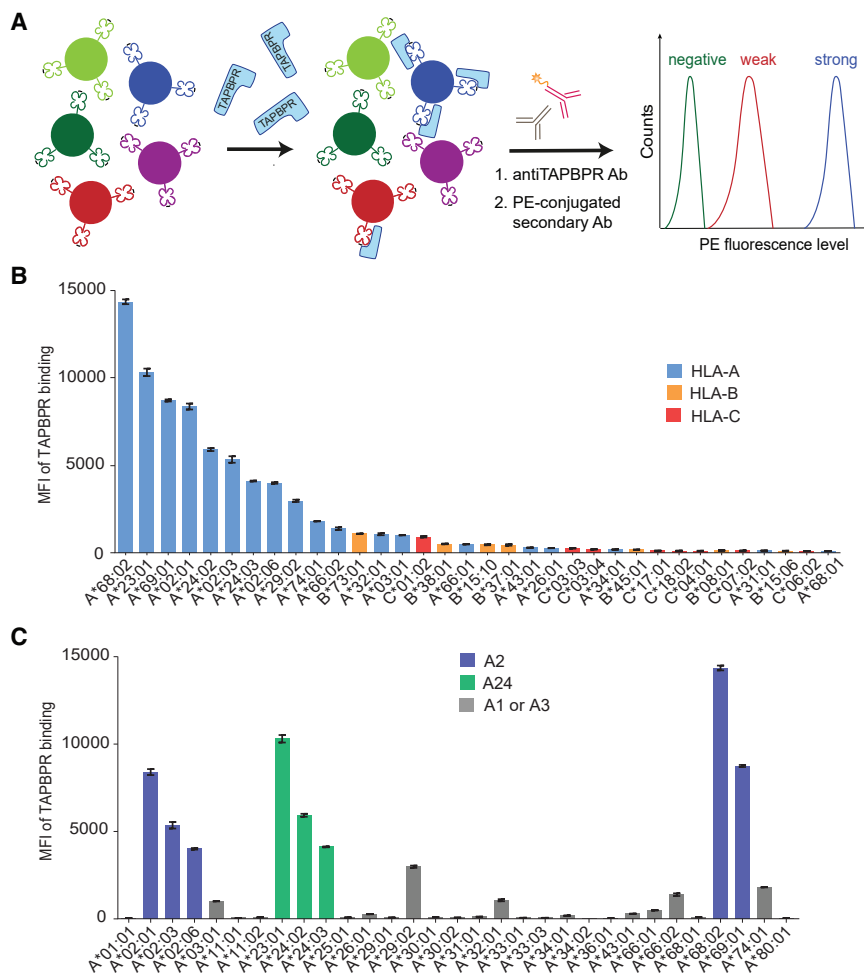 A
TAPBPR
TAPBPR
TAPBPR
1. antiTAPBPR Ab
2. PE-conjugated
secondary Ab
Counts
negative weak strong
PE fluorescence level
B
MFI of TAPBPR binding
15000
10000
5000
0
HLA-A
HLA-B
HLA-C
A*68:02
A*23:01
A*69:01
A*02:01
A*24:02
A*02:03
A*24:03
A*02:06
A*29:02
A*74:01
A*66:02
B*73:01
A*32:01
A*03:01
C*01:02
B*38:01
A*66:01
B*15:10
B*37:01
A*43:01
A*26:01
C*03:03
C*03:04
A*34:01
B*45:01
C*17:01
C*18:02
C*04:01
B*08:01
C*07:02
A*31:01
B*15:06
C*06:02
A*68:01
C
MFI of TAPBPR binding
15000
10000
5000
0
A2
A24
A1 or A3
A*01:01
A*02:01
A*02:03
A*02:06
A*03:01
A*11:01
A*11:02
A*23:01
A*24:02
A*24:03
A*25:01
A*26:01
A*29:01
A*29:02
A*30:01
A*30:02
A*31:01
A*32:01
A*33:01
A*33:03
A*34:01
A*34:02
A*36:01
A*43:01
A*66:01
A*66:02
A*68:01
A*68:02
A*69:01
A*74:01
A*80:01